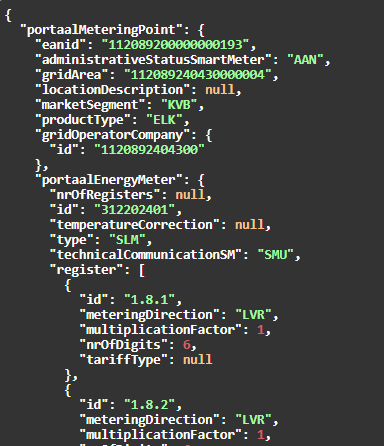 {
"portaalMeteringPoint": {
"eanid": "112089200000000193",
"administrativeStatusSmartMeter": "AAN",
"gridArea": "112089240430000004",
"locationDescription": null,
"marketSegment": "KVB",
"productType": "ELK",
"gridOperatorCompany": {
"id": "1120892404300"
},
"portaalEnergyMeter": {
"nrOfRegisters": null,
"id": "312202401",
"temperatureCorrection": null,
"type": "SLM",
"technicalCommunicationSM": "SMU",
"register": [
{
"id": "1.8.1",
"meteringDirection": "LVR",
"multiplicationFactor": 1,
"nrOfDigits": 6,
"tariffType": null
},
{
"id": "1.8.2",
"meteringDirection": "LVR",
"multiplicationFactor": 1,